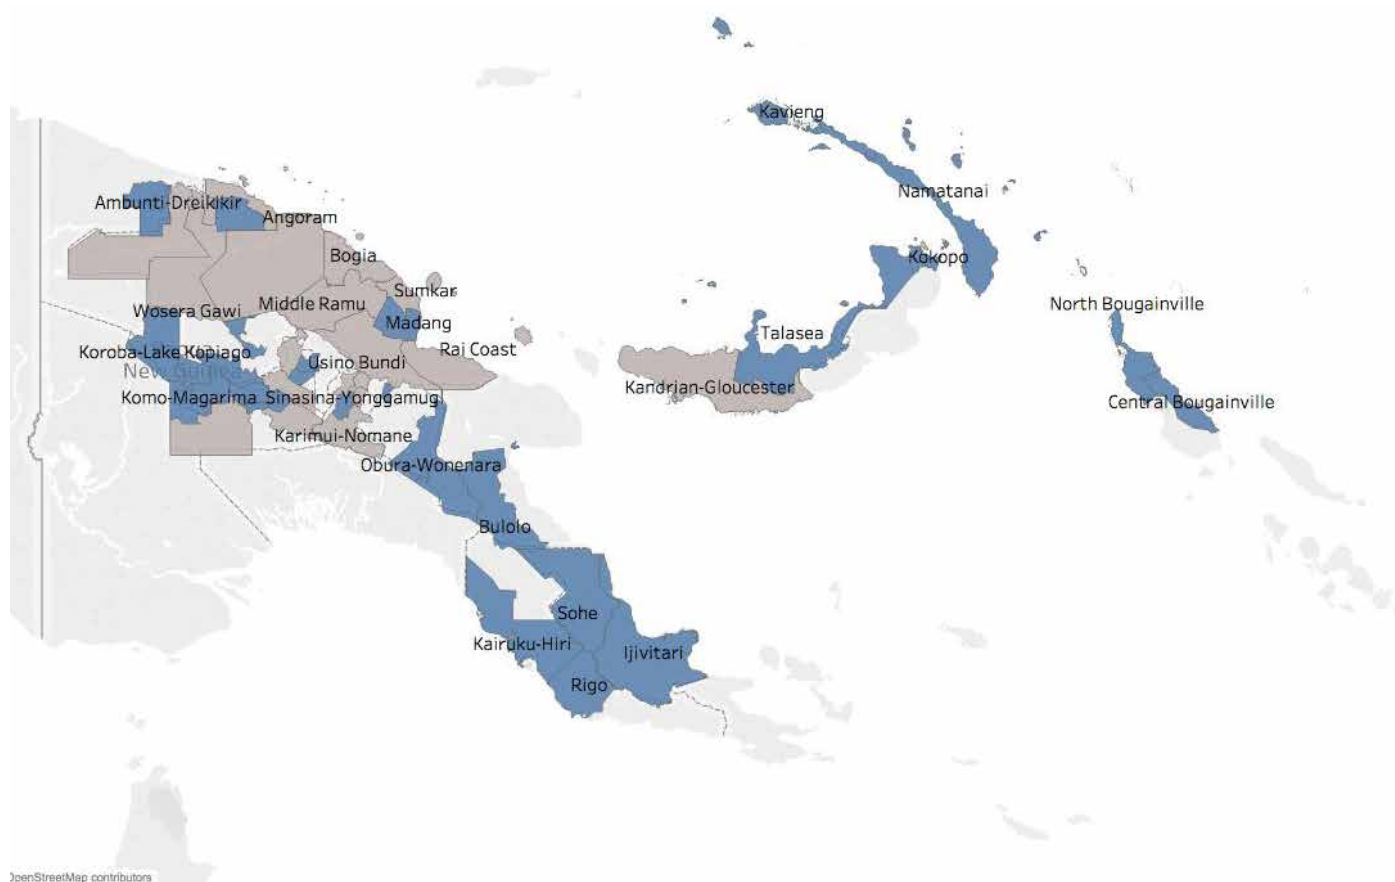 Kavieng
Namatanai
Ambunti-Dreikikir
Angoram
Bogia
Kokopo
Sumkar
Middle Ramu
North Bougainville
Wosera Gawi
Madang
Talasea
Raj Coast
Koroba-Lake Kopiago
Usino Bundi
New Guinea
Kandrian-Gloucester
Komo-Magarima
Sinasina-Yonggamugl
Central Bougainville
Karimui-Nomane
Obura-Wonenara
Bulolo
Sohe
Kairuku-Hiri
Ijivitari
Rigo
OpenStreetMap contributors